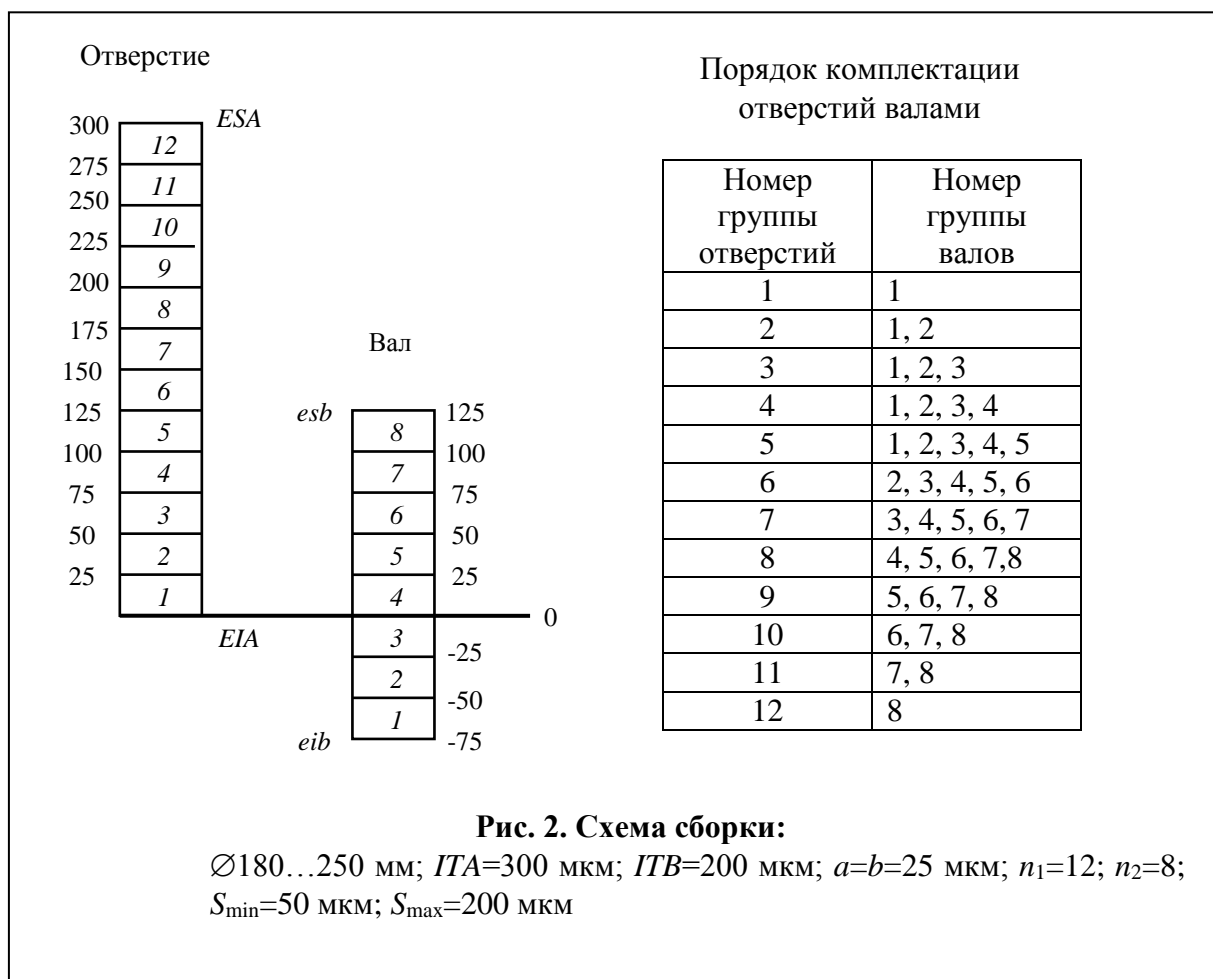 Отверстие
ESA
300
12
275
11
250
10
225
9
200
8
175
7
150
6
125
5
100
4
75
3
50
2
25
1
EIA
Вал
esb
125
8
100
7
75
6
50
5
25
4
0
3
-25
2
-50
1
eib
-75
Порядок комплектации
отверстий валами
Номер группы отверстий Номер группы валов
1 1
2 1, 2
3 1, 2, 3
4 1, 2, 3, 4
5 1, 2, 3, 4, 5
6 2, 3, 4, 5, 6
7 3, 4, 5, 6, 7
8 4, 5, 6, 7,8
9 5, 6, 7, 8
10 6, 7, 8
11 7, 8
12 8
Рис. 2. Схема сборки:
∅180…250 мм; ITA=300 мкм; ITB=200 мкм; a=b=25 мкм; n1=12; n2=8;
Smin=50 мкм; Smax=200 мкм